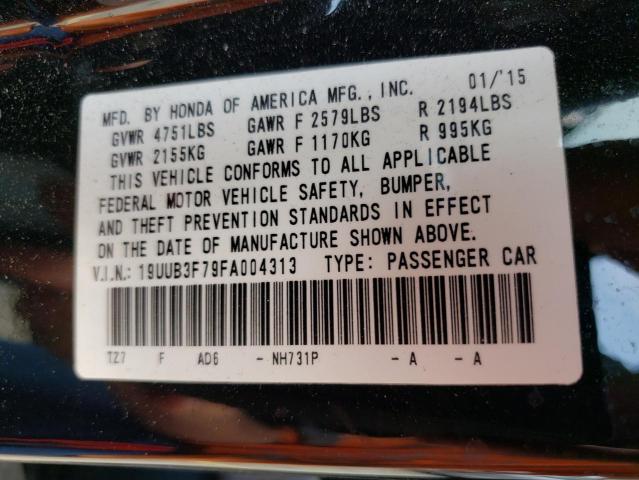 MFD. BY HONDA OF AMERICA MFG., INC. 01/'15
GVWR 4751LBS GAWR F 2579LBS R 2194LBS
GVWR 2155KG GAWR F 1170KG R 995KG
THIS VEHICLE CONFORMS TO ALL APPLICABLE
FEDERAL MOTOR VEHICLE SAFETY, BUMPER,
AND THEFT PREVENTION STANDARDS IN EFFECT
ON THE DATE OF MANUFACTURE SHOWN ABOVE.
V.I.N.: 19UUB3F79FA004313 TYPE: PASSENGER CAR
TZ7 F AD6 -NH731P -A -A